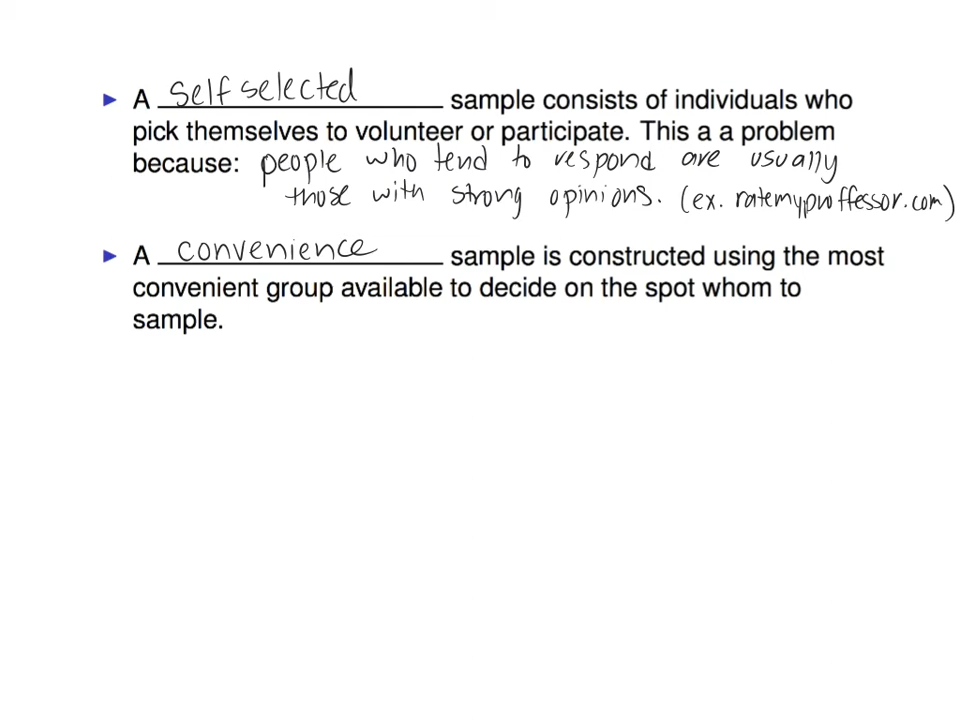 ▶ A self selected sample consists of individuals who
pick themselves to volunteer or participate. This a a problem
because: people who tend to respond are usually
those with strong opinions. (ex. ratemyproffessor.com)
▶ A convenience sample is constructed using the most
convenient group available to decide on the spot whom to
sample.